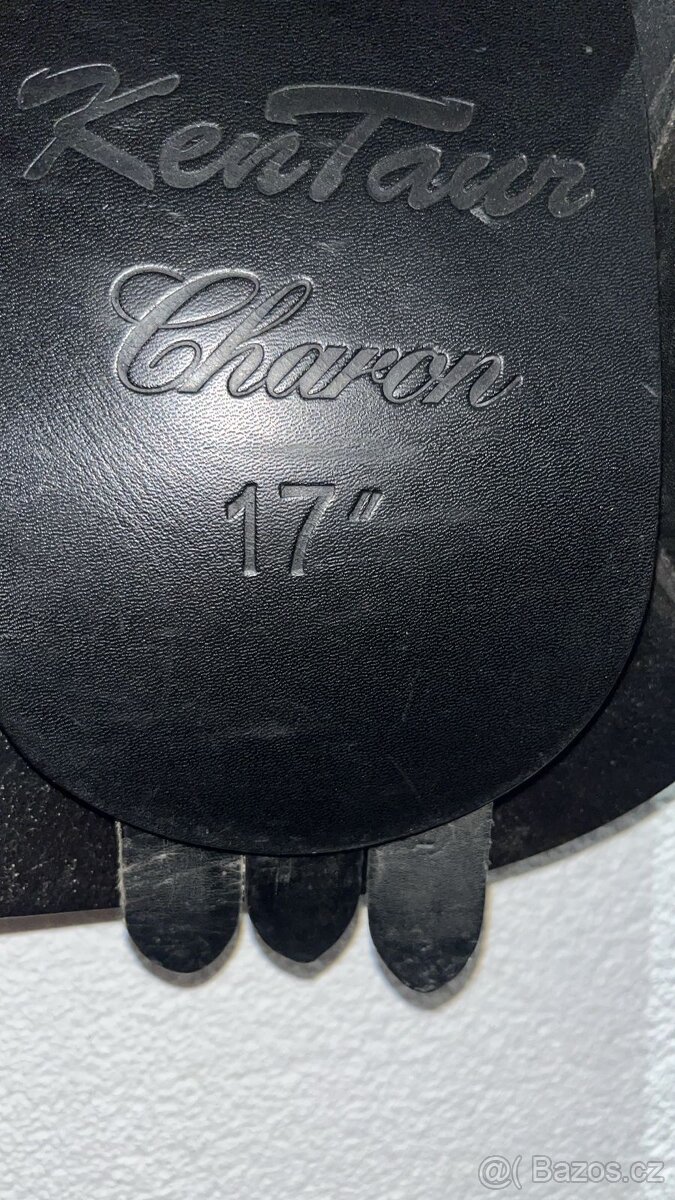 KenTaur
Charon
17"
@( Bazos.cz